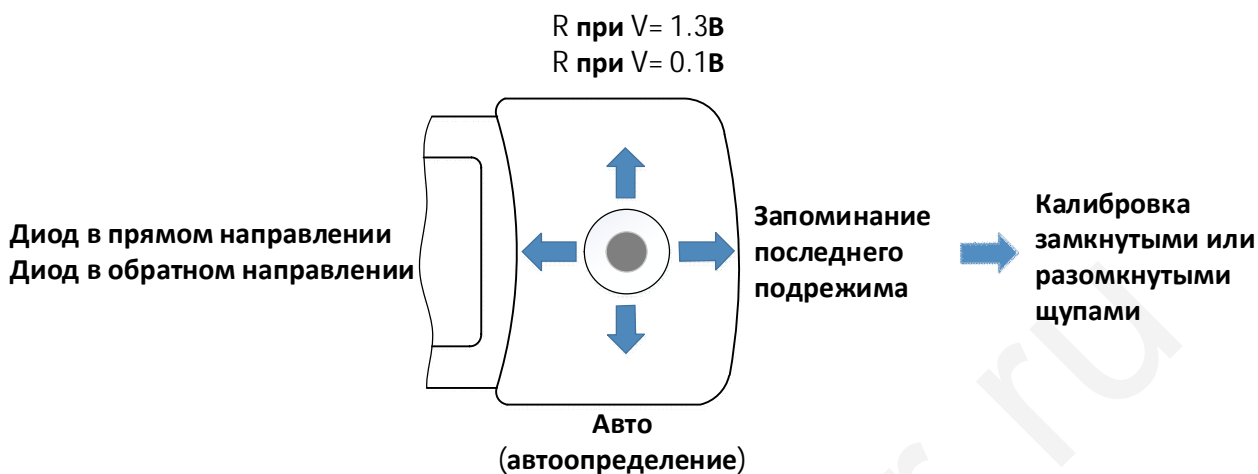 R при V= 1.3В
R при V= 0.1В
Диод в прямом направлении
Диод в обратном направлении
Запоминание
последнего
подрежима
Калибровка
замкнутыми или
разомкнутыми
щупами
Авто
(автоопределение)